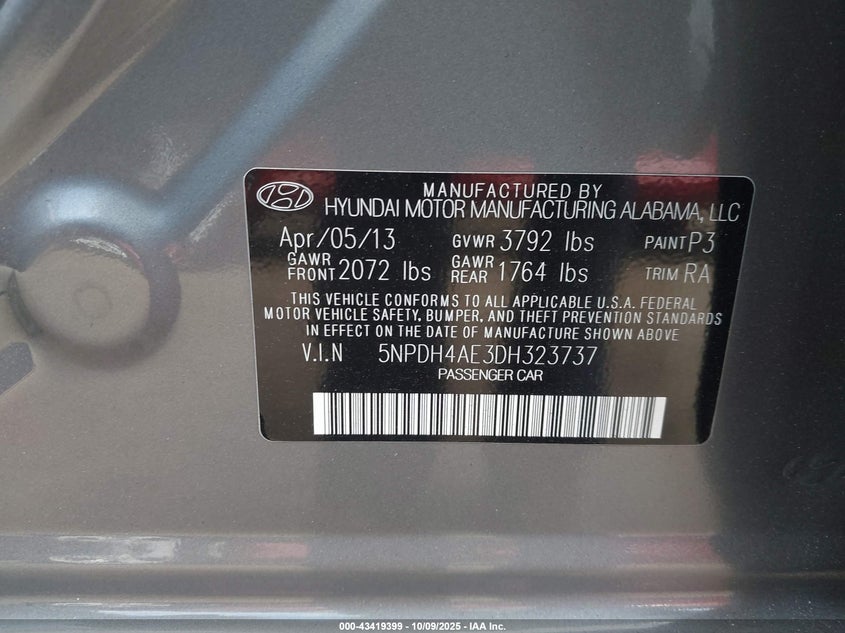 MANUFACTURED BY
HYUNDAI MOTOR MANUFACTURING ALABAMA, LLC
Apr/05/13 GVWR 3792 lbs PAINT P3
GAWR FRONT 2072 lbs GAWR REAR 1764 lbs TRIM RA
THIS VEHICLE CONFORMS TO ALL APPLICABLE U.S.A. FEDERAL
MOTOR VEHICLE SAFETY, BUMPER, AND THEFT PREVENTION STANDARDS
IN EFFECT ON THE DATE OF MANUFACTURE SHOWN ABOVE
V.I.N 5NPDH4AE3DH323737
PASSENGER CAR
000-43419399 - 10/09/2025 - IAA Inc.